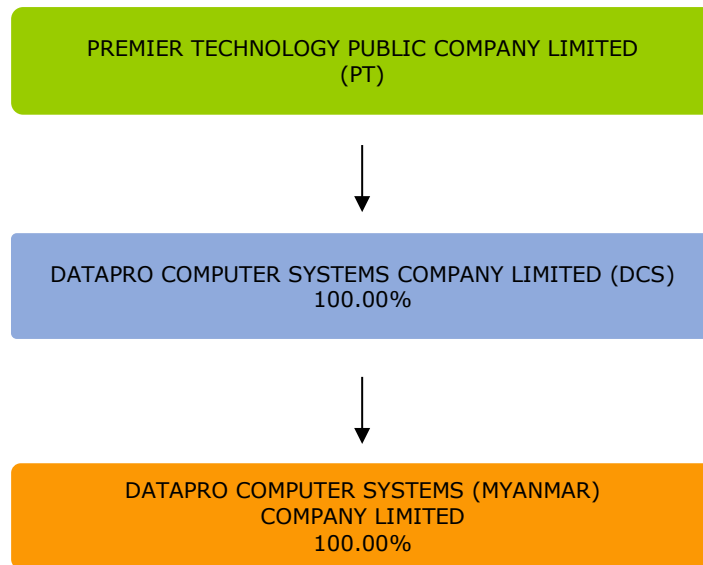 PREMIER TECHNOLOGY PUBLIC COMPANY LIMITED
(PT)
DATAPRO COMPUTER SYSTEMS COMPANY LIMITED (DCS)
100.00%
DATAPRO COMPUTER SYSTEMS (MYANMAR)
COMPANY LIMITED
100.00%